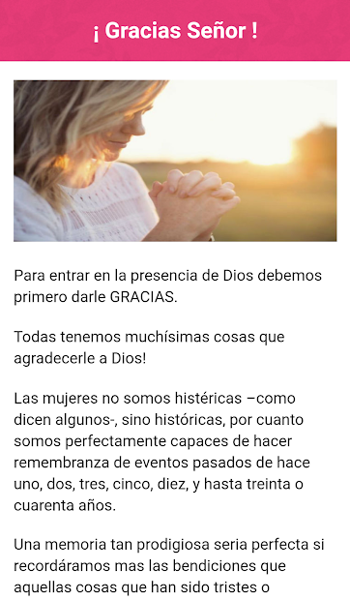 ¡ Gracias Señor !
Para entrar en la presencia de Dios debemos
primero darle GRACIAS.
Todas tenemos muchísimas cosas que
agradecerle a Dios!
Las mujeres no somos histéricas –como
dicen algunos-, sino históricas, por cuanto
somos perfectamente capaces de hacer
remembranza de eventos pasados de hace
uno, dos, tres, cinco, diez, y hasta treinta o
cuarenta años.
Una memoria tan prodigiosa seria perfecta si
recordáramos mas las bendiciones que
aquellas cosas que han sido tristes o